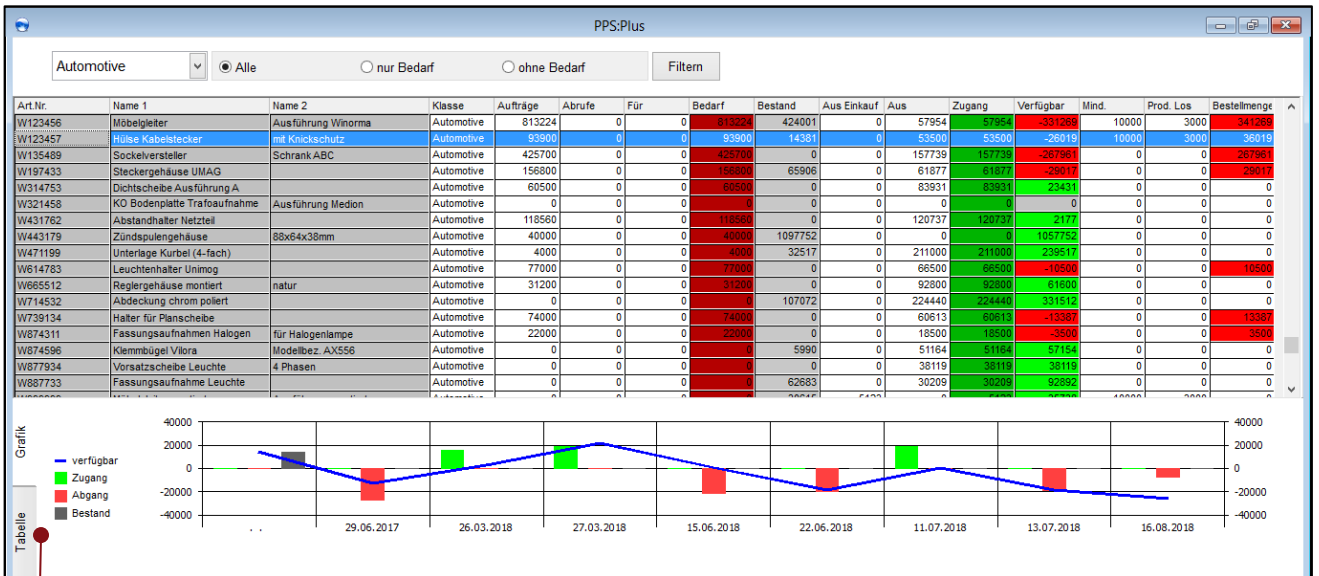 PPS:Plus
Automotive Alle nur Bedarf ohne Bedarf Filtern
Art.Nr. Name 1 Name 2 Klasse Aufträge Abrufe Für Bedarf Bestand Aus Einkauf Aus Zugang Verfügbar Mind. Prod. Los Bestellmenge
W123456 Möbelgleiter Ausführung Winorma Automotive 813224 0 0 813224 424001 0 57954 57954 -331269 10000 3000 341269
W123457 Hülse Kabelstecker mit Knickschutz Automotive 93900 0 0 93900 14381 0 53500 53500 -26019 10000 3000 36019
W135489 Sockelversteller Schrank ABC Automotive 425700 0 0 425700 0 0 157739 157739 -267961 0 0 267961
W197433 Steckergehäuse UMAG Automotive 156800 0 0 156800 65906 0 61877 61877 -29017 0 0 29017
W314753 Dichtscheibe Ausführung A Automotive 60500 0 0 60500 0 0 83931 83931 23431 0 0 0
W321458 KO Bodenplatte Trafoaufnahme Ausführung Medion Automotive 0 0 0 0 0 0 0 0 0 0 0 0
W431762 Abstandhalter Netzteil Automotive 118560 0 0 118560 0 0 120737 120737 2177 0 0 0
W443179 Zündspulengehäuse 88x64x38mm Automotive 40000 0 0 40000 1097752 0 0 0 1057752 0 0 0
W471199 Unterlage Kurbel (4-fach) Automotive 4000 0 0 4000 32517 0 211000 211000 239517 0 0 0
W614783 Leuchtenhalter Unimog Automotive 77000 0 0 77000 0 0 66500 66500 -10500 0 0 10500
W665512 Reglergehäuse montiert natur Automotive 31200 0 0 31200 0 0 92800 92800 61600 0 0 0
W714532 Abdeckung chrom poliert Automotive 0 0 0 0 107072 0 224440 224440 331512 0 0 0
W739134 Halter für Planscheibe Automotive 74000 0 0 74000 0 0 60613 60613 -13387 0 0 13387
W874311 Fassungsaufnahmen Halogen für Halogenlampe Automotive 22000 0 0 22000 0 0 18500 18500 -3500 0 0 3500
W874596 Klemmbügel Vilora Modellbez. AX556 Automotive 0 0 0 0 5990 0 51164 51164 57154 0 0 0
W877934 Vorsatzscheibe Leuchte 4 Phasen Automotive 0 0 0 0 0 0 38119 38119 38119 0 0 0
W887733 Fassungsaufnahme Leuchte Automotive 0 0 0 0 62683 0 30209 30209 92892 0 0 0
Grafik
Tabelle
verfügbar
Zugang
Abgang
Bestand
40000 40000
20000 20000
0 0
-20000 -20000
-40000 -40000
. . 29.06.2017 26.03.2018 27.03.2018 15.06.2018 22.06.2018 11.07.2018 13.07.2018 16.08.2018